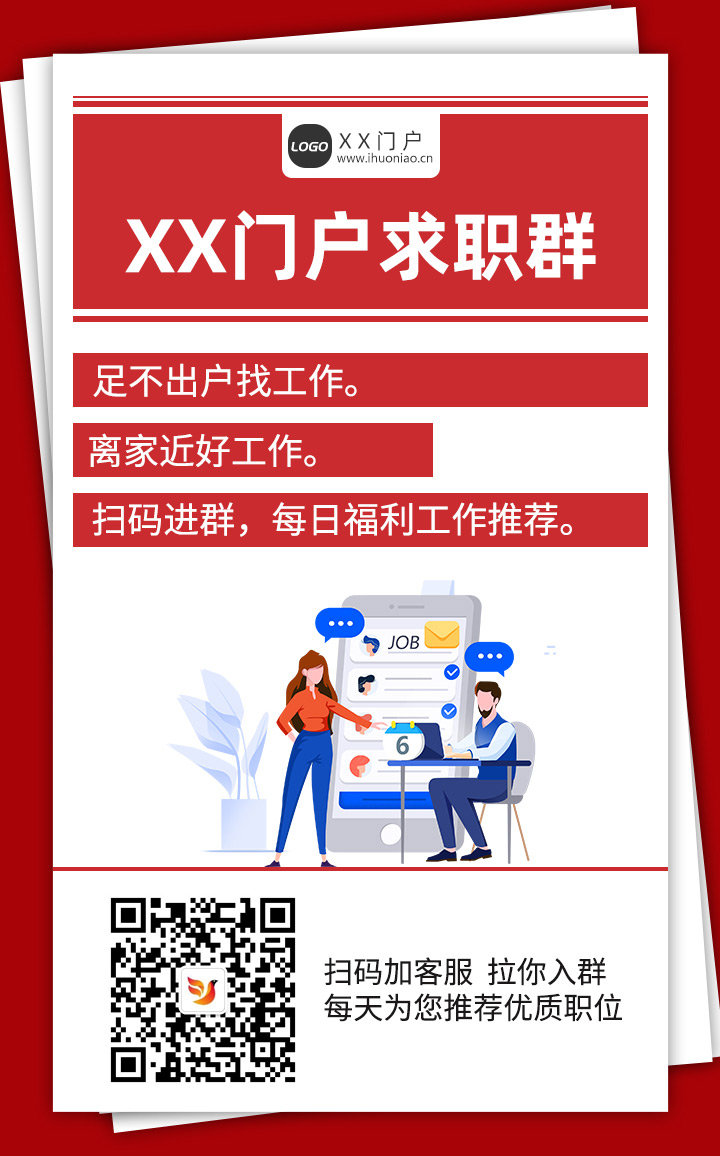 LOGO XX门户
www.ihuoniao.cn
XX门户求职群
足不出户找工作。
离家近好工作。
扫码进群，每日福利工作推荐。
JOB
6
扫码加客服 拉你入群
每天为您推荐优质职位